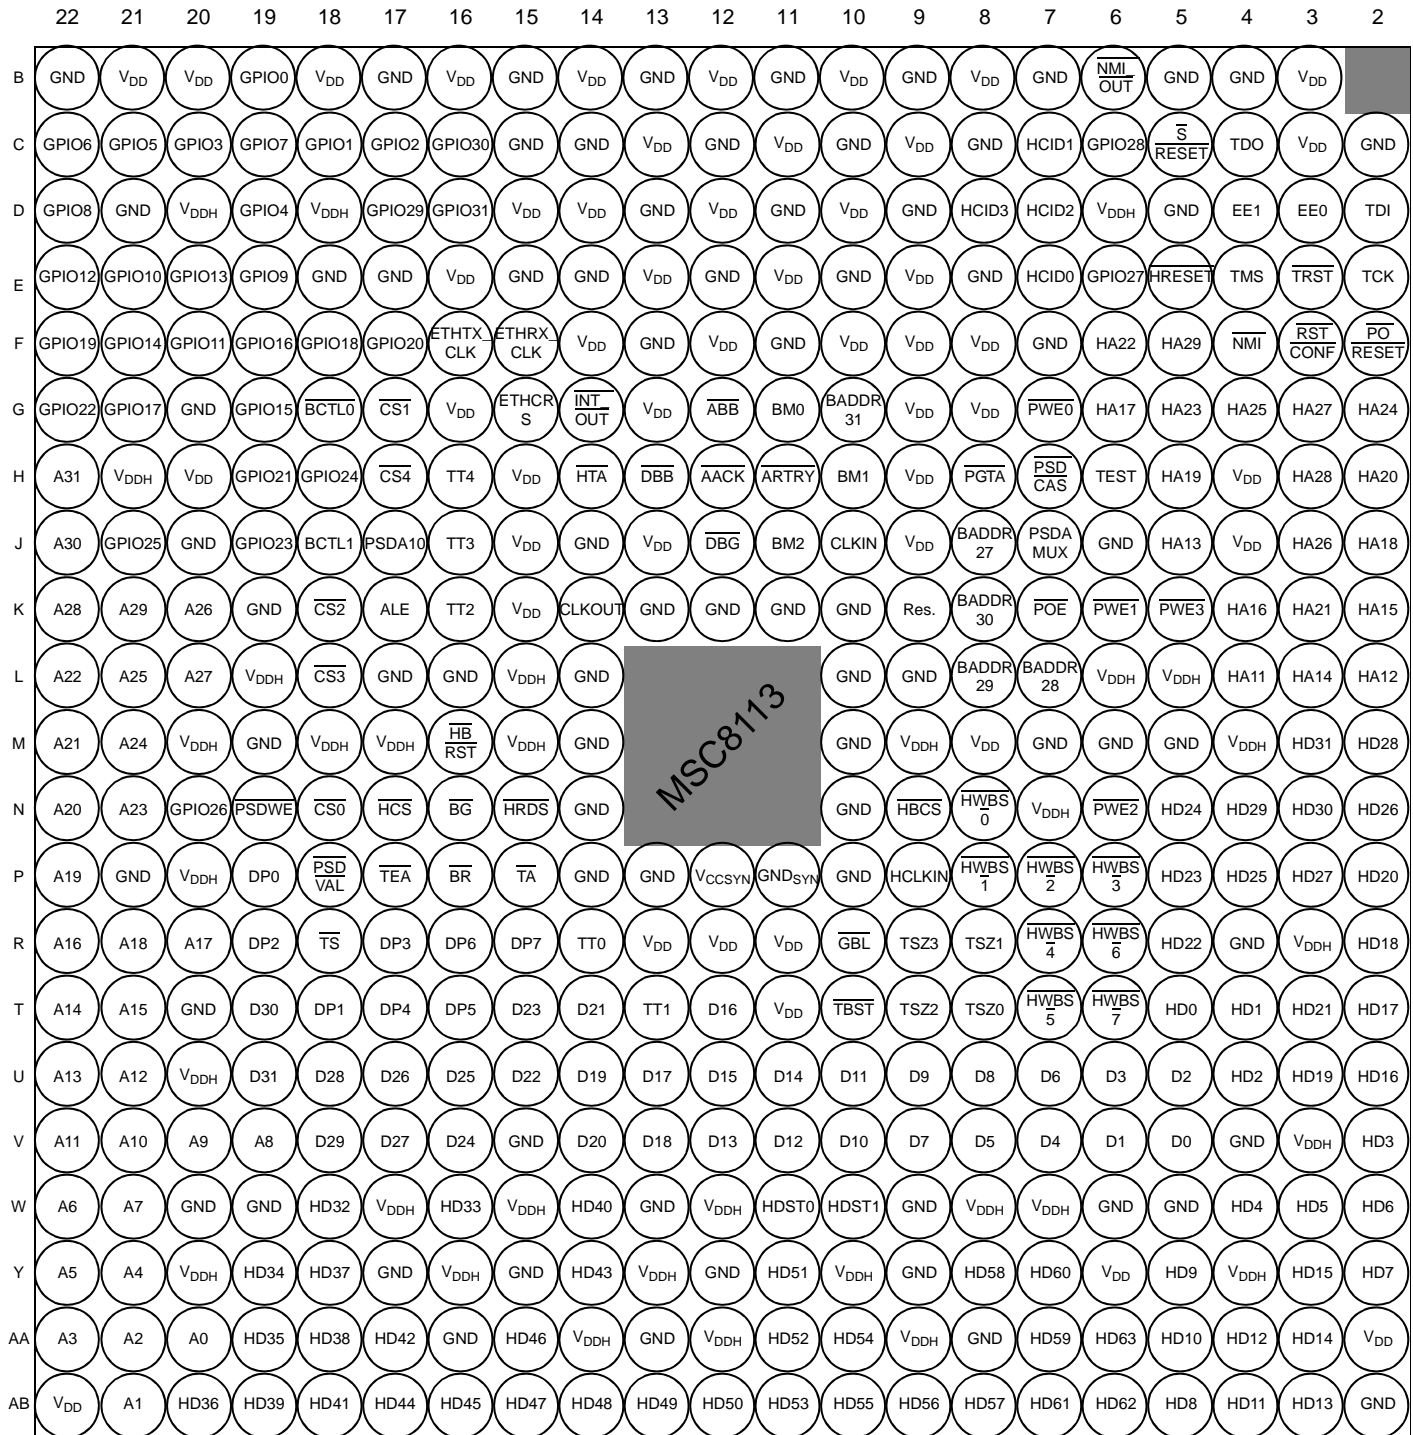 22 21 20 19 18 17 16 15 14 13 12 11 10 9 8 7 6 5 4 3 2
B GND VDD VDD GPIO0 VDD GND VDD GND VDD GND VDD GND VDD GND VDD GND NMI_OUT GND GND VDD
C GPIO6 GPIO5 GPIO3 GPIO7 GPIO1 GPIO2 GPIO30 GND GND VDD GND VDD GND VDD GND HCID1 GPIO28 S RESET TDO VDD GND
D GPIO8 GND VDDH GPIO4 VDDH GPIO29 GPIO31 VDD VDD GND VDD GND VDD GND HCID3 HCID2 VDDH GND EE1 EE0 TDI
E GPIO12 GPIO10 GPIO13 GPIO9 GND GND VDD GND GND VDD GND VDD GND VDD GND HCID0 GPIO27 HRESET TMS TRST TCK
F GPIO19 GPIO14 GPIO11 GPIO16 GPIO18 GPIO20 ETHTX_CLK ETHRX_CLK VDD GND VDD GND VDD VDD VDD GND HA22 HA29 NMI RST CONF PO RESET
G GPIO22 GPIO17 GND GPIO15 BCTL0 CS1 VDD ETHCRS INT_OUT VDD ABB BM0 BADDR 31 VDD VDD PWE0 HA17 HA23 HA25 HA27 HA24
H A31 VDDH VDD GPIO21 GPIO24 CS4 TT4 VDD HTA DBB AACK ARTRY BM1 VDD PGTA PSD CAS TEST HA19 VDD HA28 HA20
J A30 GPIO25 GND GPIO23 BCTL1 PSDA10 TT3 VDD GND VDD DBG BM2 CLKIN VDD BADDR 27 PSDA MUX GND HA13 VDD HA26 HA18
K A28 A29 A26 GND CS2 ALE TT2 VDD CLKOUT GND GND GND GND Res. BADDR 30 POE PWE1 PWE3 HA16 HA21 HA15
L A22 A25 A27 VDDH CS3 GND GND VDDH GND GND GND BADDR 29 BADDR 28 VDDH VDDH HA11 HA14 HA12
MSC8113
M A21 A24 VDDH GND VDDH VDDH HB RST VDDH GND GND VDDH VDD GND GND GND VDDH HD31 HD28
N A20 A23 GPIO26 PSDWE CS0 HCS BG HRDS GND GND HBCS HWBS 0 VDDH PWE2 HD24 HD29 HD30 HD26
P A19 GND VDDH DP0 PSD VAL TEA BR TA GND GND VCCSYN GNDSYN GND HCLKIN HWBS 1 HWBS 2 HWBS 3 HD23 HD25 HD27 HD20
R A16 A18 A17 DP2 TS DP3 DP6 DP7 TT0 VDD VDD VDD GBL TSZ3 TSZ1 HWBS 4 HWBS 6 HD22 GND VDDH HD18
T A14 A15 GND D30 DP1 DP4 DP5 D23 D21 TT1 D16 VDD TBST TSZ2 TSZ0 HWBS 5 HWBS 7 HD0 HD1 HD21 HD17
U A13 A12 VDDH D31 D28 D26 D25 D22 D19 D17 D15 D14 D11 D9 D8 D6 D3 D2 HD2 HD19 HD16
V A11 A10 A9 A8 D29 D27 D24 GND D20 D18 D13 D12 D10 D7 D5 D4 D1 D0 GND VDDH HD3
W A6 A7 GND GND HD32 VDDH HD33 VDDH HD40 GND VDDH HDST0 HDST1 GND VDDH VDDH GND GND HD4 HD5 HD6
Y A5 A4 VDDH HD34 HD37 GND VDDH GND HD43 VDDH GND HD51 VDDH GND HD58 HD60 VDD HD9 VDDH HD15 HD7
AA A3 A2 A0 HD35 HD38 HD42 GND HD46 VDDH GND VDDH HD52 HD54 VDDH GND HD59 HD63 HD10 HD12 HD14 VDD
AB VDD A1 HD36 HD39 HD41 HD44 HD45 HD47 HD48 HD49 HD50 HD53 HD55 HD56 HD57 HD61 HD62 HD8 HD11 HD13 GND